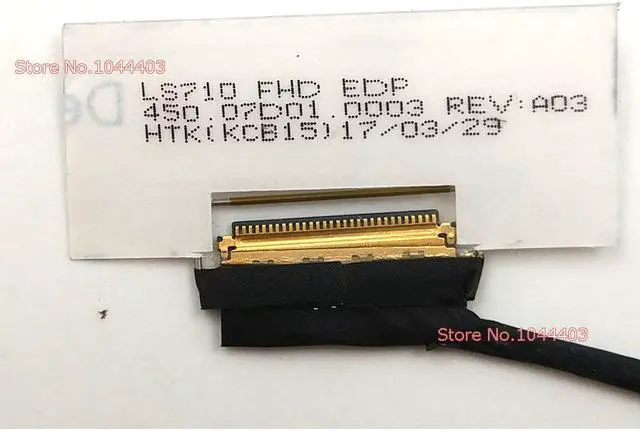 Store No.1044403
LS710 FHD EDP
450.07D01.0003 REV:A03
HTK(KCB15)17/03/29
Store No.1044403